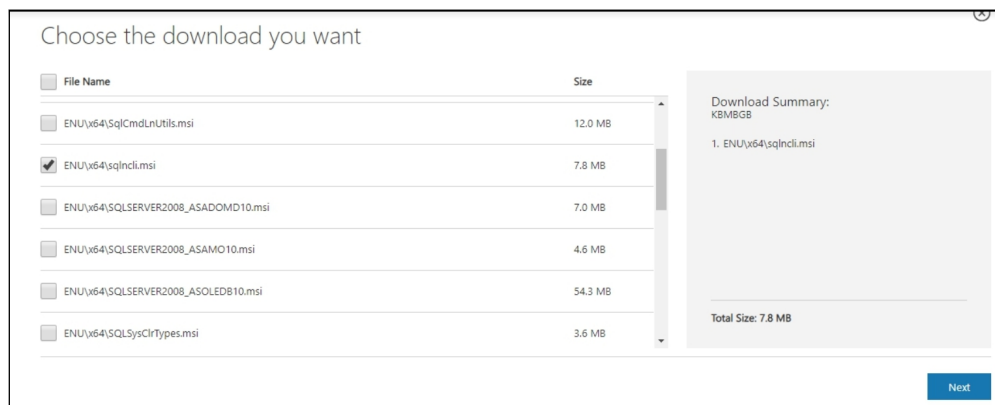 Choose the download you want
File Name Size
ENU\x64\SqlCmdLnUtils.msi 12.0 MB
ENU\x64\sqlncli.msi 7.8 MB
ENU\x64\SQLSERVER2008_ASADOMD10.msi 7.0 MB
ENU\x64\SQLSERVER2008_ASAMO10.msi 4.6 MB
ENU\x64\SQLSERVER2008_ASOLEDB10.msi 54.3 MB
ENU\x64\SQLSysClrTypes.msi 3.6 MB
Download Summary:
KBMBGB
1. ENU\x64\sqlncli.msi
Total Size: 7.8 MB
Next